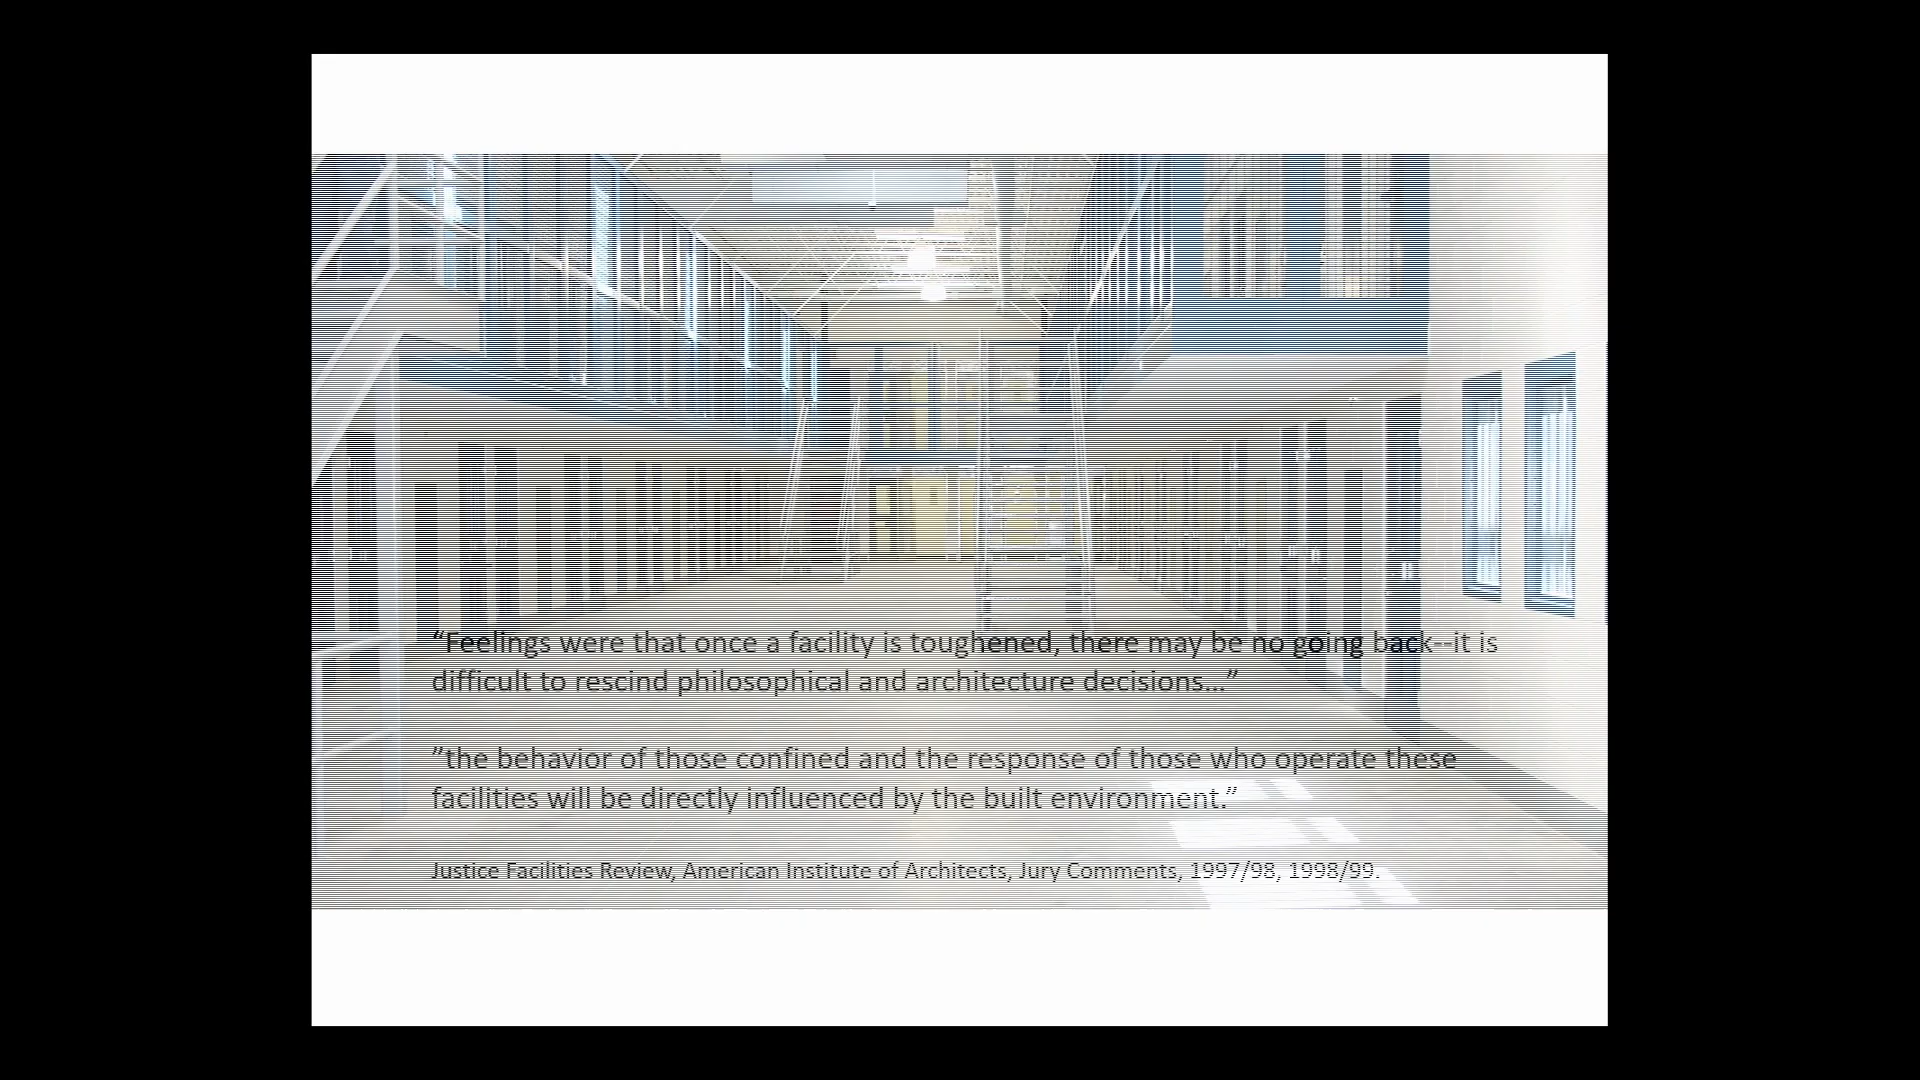 “Feelings were that once a facility is toughened, there may be no going back--it is
difficult to rescind philosophical and architecture decisions...”
”the behavior of those confined and the response of those who operate these
facilities will be directly influenced by the built environment.”
Justice Facilities Review, American Institute of Architects, Jury Comments, 1997/98, 1998/99.